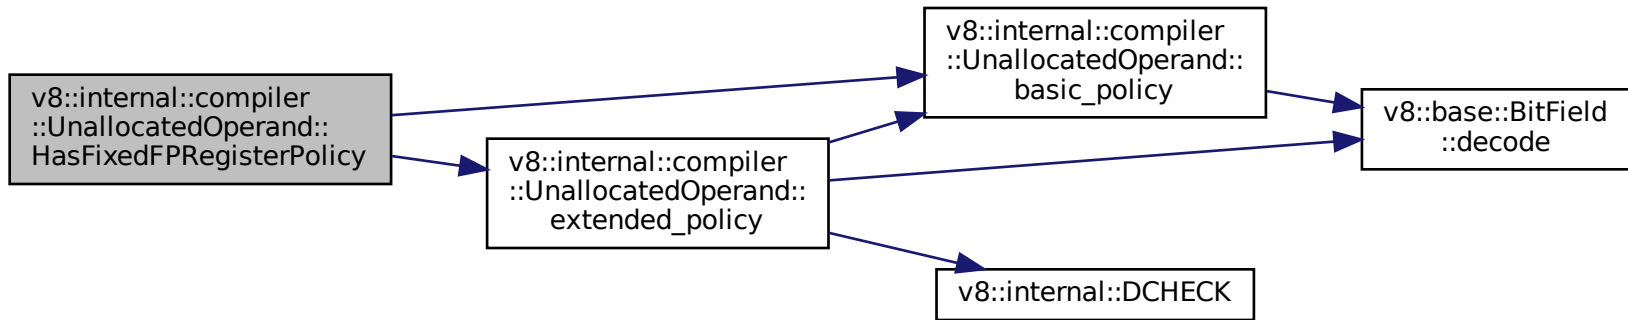 v8::internal::compiler
::UnallocatedOperand::
HasFixedFPRegisterPolicy
v8::internal::compiler
::UnallocatedOperand::
extended_policy
v8::internal::compiler
::UnallocatedOperand::
basic_policy
v8::base::BitField
::decode
v8::internal::DCHECK